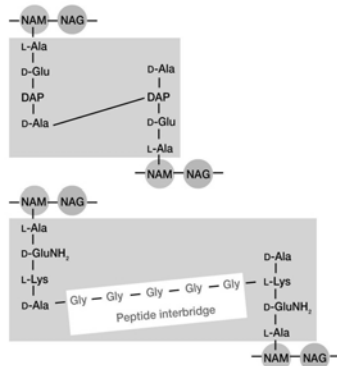 NAM NAG
L-Ala
D-Glu
DAP
D-Ala
D-Ala
DAP
D-Glu
L-Ala
NAM NAG
NAM NAG
L-Ala
D-GluNH₂
L-Lys
D-Ala
Gly Gly Gly Gly Gly
Peptide interbridge
D-Ala
L-Lys
D-GluNH₂
L-Ala
NAM NAG